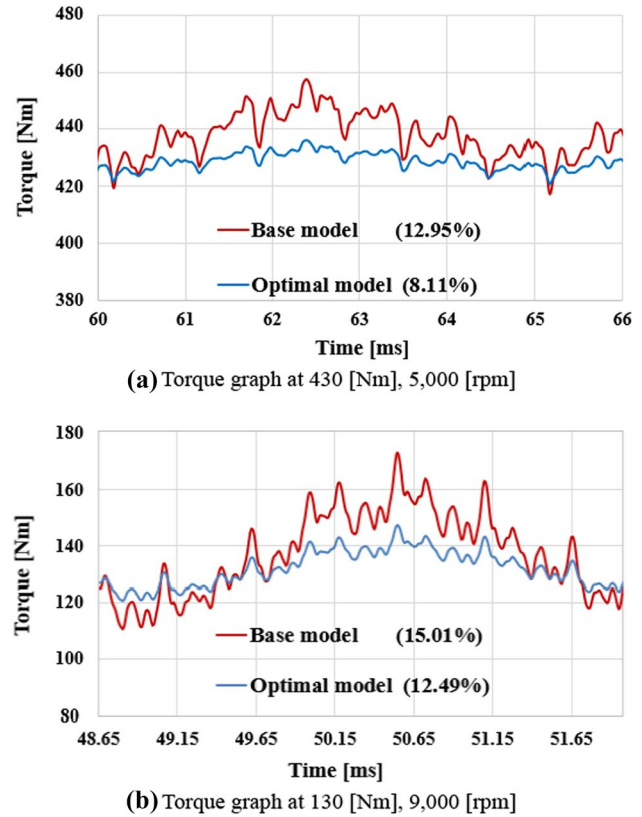 480
460
440
420
400
380
Torque [Nm]
Base model (12.95%)
Optimal model (8.11%)
60 61 62 63 64 65 66
Time [ms]
(a) Torque graph at 430 [Nm], 5,000 [rpm]
180
160
140
120
100
80
Torque [Nm]
Base model (15.01%)
Optimal model (12.49%)
48.65 49.15 49.65 50.15 50.65 51.15 51.65
Time [ms]
(b) Torque graph at 130 [Nm], 9,000 [rpm]